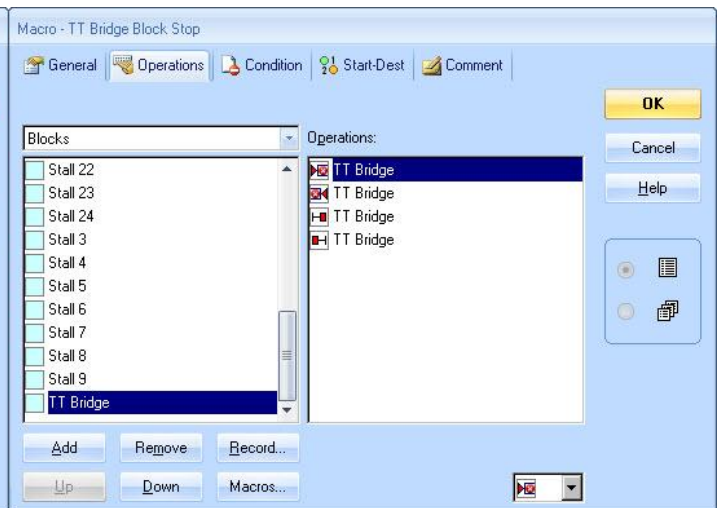 Macro - TT Bridge Block Stop
General Operations Condition Start-Dest Comment
OK
Cancel
Help
Blocks
Operations:
Stall 22
Stall 23
Stall 24
Stall 3
Stall 4
Stall 5
Stall 6
Stall 7
Stall 8
Stall 9
TT Bridge
TT Bridge
TT Bridge
TT Bridge
TT Bridge
Add Remove Record...
Up Down Macros...